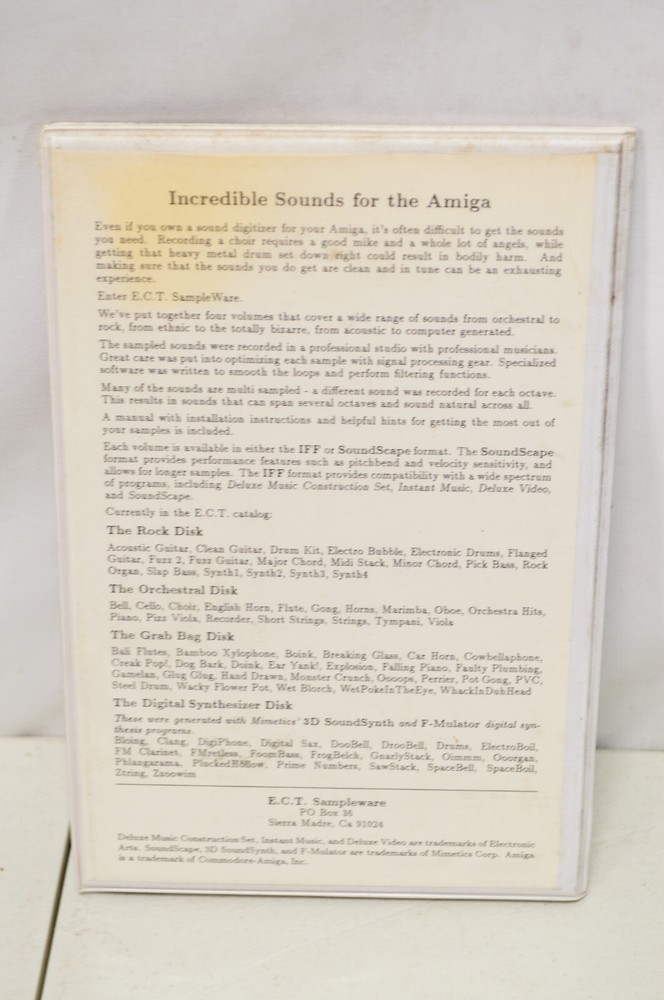 Incredible Sounds for the Amiga
Even if you own a sound digitizer for your Amiga, it's often difficult to get the sounds
you need. Recording a choir requires a good mike and a whole lot of angels, while
getting that heavy metal drum set down right could result in bodily harm. And
making sure that the sounds you do get are clean and in tune can be an exhausting
experience.
Enter E.C.T. SampleWare.
We've put together four volumes that cover a wide range of sounds from orchestral to
rock, from ethnic to the totally bizarre, from acoustic to computer generated.
The sampled sounds were recorded in a professional studio with professional musicians.
Great care was put into optimizing each sample with signal processing gear. Specialized
software was written to smooth the loops and perform filtering functions.
Many of the sounds are multi sampled - a different sound was recorded for each octave.
This results in sounds that can span several octaves and sound natural across all.
A manual with installation instructions and helpful hints for getting the most out of
your samples is included.
Each volume is available in either the IFF or SoundScape format. The SoundScape
format provides performance features such as pitchbend and velocity sensitivity, and
allows for longer samples. The IFF format provides compatibility with a wide spectrum
of programs, including Deluxe Music Construction Set, Instant Music, Deluxe Video,
and SoundScape.
Currently in the E.C.T. catalog:
The Rock Disk
Acoustic Guitar, Clean Guitar, Drum Kit, Electro Bubble, Electronic Drums, Flanged
Guitar, Fuzz 2, Fuzz Guitar, Major Chord, Midi Stack, Minor Chord, Pick Bass, Rock
Organ, Slap Bass, Synth1, Synth2, Synth3, Synth4
The Orchestral Disk
Bell, Cello, Choir, English Horn, Flute, Gong, Horns, Marimba, Oboe, Orchestra Hits,
Piano, Pizz Viola, Recorder, Short Strings, Strings, Tympani, Viola
The Grab Bag Disk
Bali Flutes, Bamboo Xylophone, Boink, Breaking Glass, Car Horn, Cowbellaphone,
Creak Pop!, Dog Bark, Doink, Ear Yank!, Explosion, Falling Piano, Faulty Plumbing,
Gamelan, Glug Glug, Hand Drawn, Monster Crunch, Oooops, Perrier, Pot Gong, PVC,
Steel Drum, Wacky Flower Pot, Wet Blorch, WetPokeInTheEye, WhackInDuhHead
The Digital Synthesizer Disk
These were generated with Mimetics' 3D SoundSynth and F-Mulator digital syn-
thesis programs.
Bloing, Clang, DigiPhone, Digital Sax, DooBell, DrooBell, Drums, ElectroBoil,
FM Clarinet, FMretless, FoomBass, FrogBelch, GnarlyStack, Oimmm, Ooorgan,
Phlangarama, Prime Numbers, SawStack, SpaceBell, SpaceBoil,
Ztring, Zzoowim
E.C.T. Sampleware
PO Box 36
Sierra Madre, Ca 91024
Deluxe Music Construction Set, Instant Music, and Deluxe Video are trademarks of Electronic
Arts. SoundScape, 3D SoundSynth, and F-Mulator are trademarks of Mimetics Corp. Amiga
is a trademark of Commodore-Amiga, Inc.